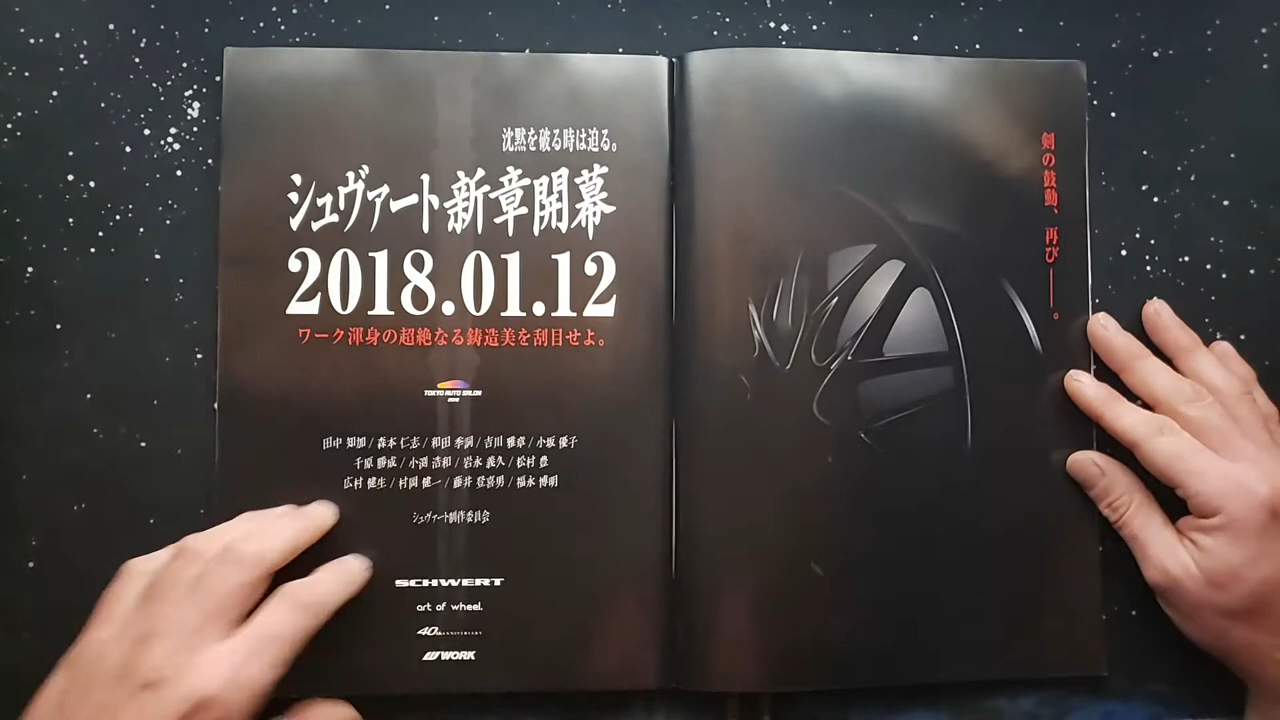 沈黙を破る時は迫る。
シュヴァート新章開幕
2018.01.12
ワーク渾身の超絶なる鋳造美を刮目せよ。
TOKYO AUTO SALON
2018
田中 知加 / 森本 仁志 / 和田 季詞 / 吉川 雅章 / 小坂 優子
千原 勝成 / 小渕 浩和 / 岩永 義久 / 松村 豊
広村 健生 / 村岡 健一 / 藤井 登喜男 / 福永 博明
シュヴァート制作委員会
SCHWERT
art of wheel.
40th ANNIVERSARY
WORK
剣の鼓動、再び――。